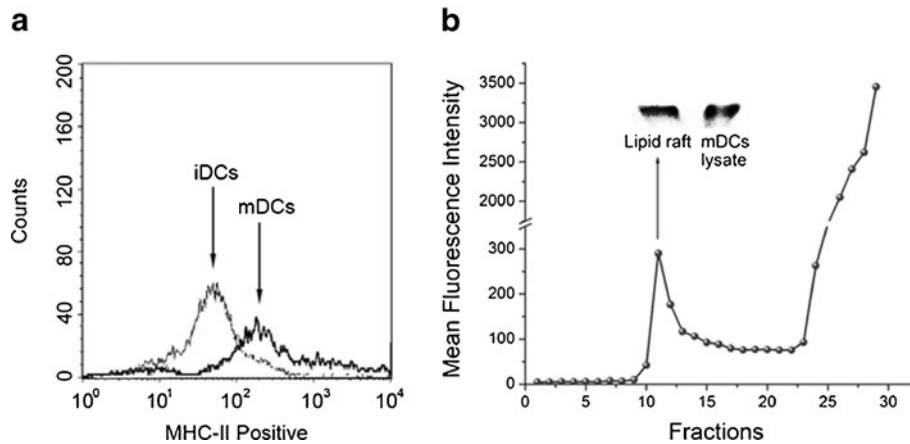 a
200
160
120
80
40
0
Counts
iDCs
mDCs
10^0 10^1 10^2 10^3 10^4
MHC-II Positive
b
3500
3000
2500
2000
300
200
100
0
Mean Fluorescence Intensity
Lipid raft mDCs
lysate
0 5 10 15 20 25 30
Fractions